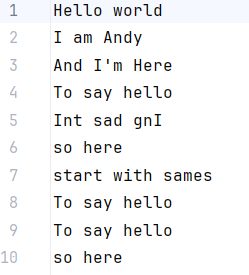 1 Hello world
2 I am Andy
3 And I'm Here
4 To say hello
5 Int sad gnI
6 so here
7 start with sames
8 To say hello
9 To say hello
10 so here